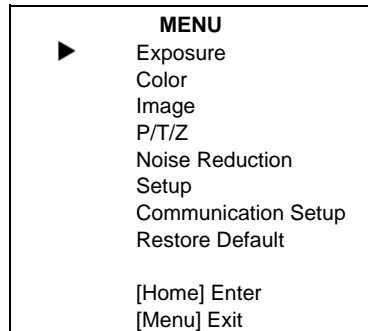 MENU
Exposure
Color
Image
P/T/Z
Noise Reduction
Setup
Communication Setup
Restore Default
[Home] Enter
[Menu] Exit